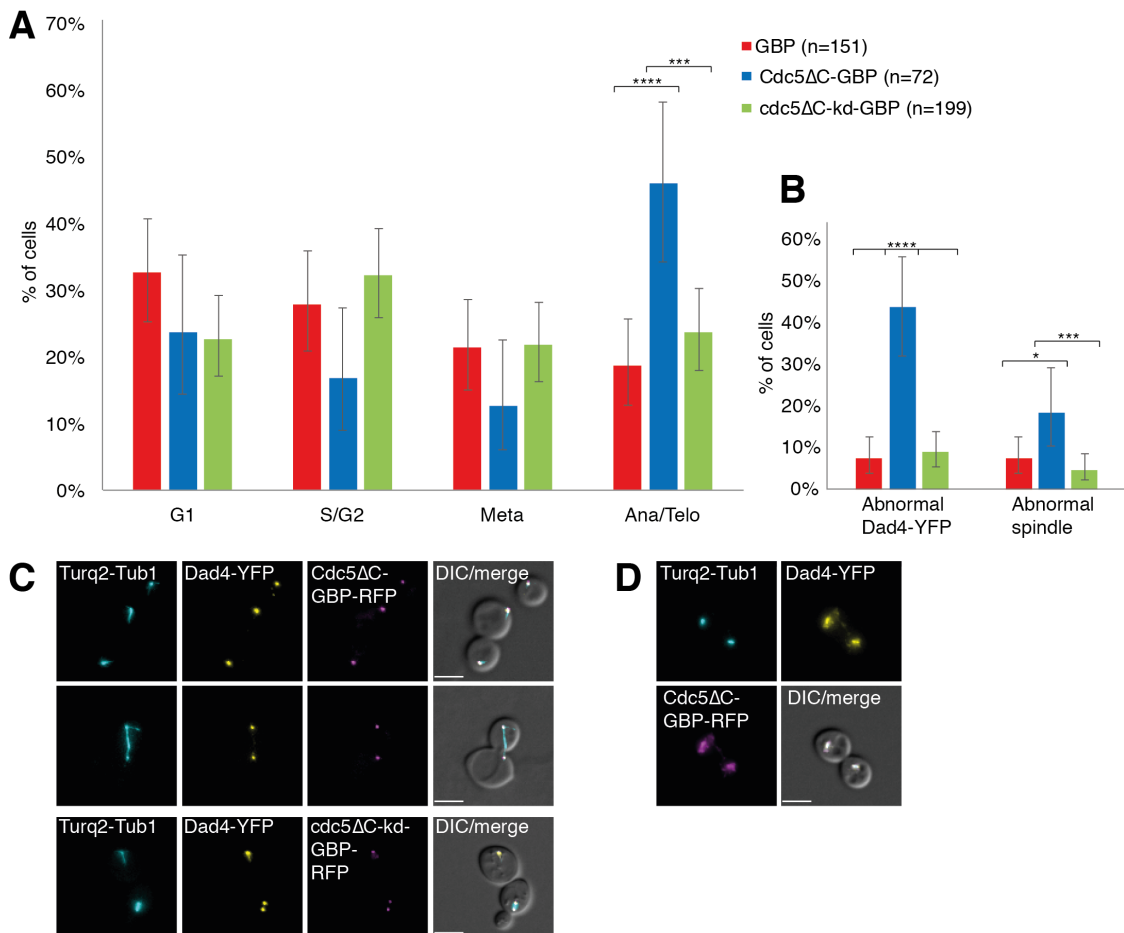 A
70%
60%
50%
40%
30%
20%
10%
0%
% of cells
G1
S/G2
Meta
Ana/Telo
****
***
GBP (n=151)
Cdc5ΔC-GBP (n=72)
cdc5ΔC-kd-GBP (n=199)
B
60%
50%
40%
30%
20%
10%
0%
% of cells
****
*
***
Abnormal
Dad4-YFP
Abnormal
spindle
C
Turq2-Tub1
Dad4-YFP
Cdc5ΔC-
GBP-RFP
DIC/merge
Turq2-Tub1
Dad4-YFP
cdc5ΔC-kd-
GBP-
RFP
DIC/merge
D
Turq2-Tub1
Dad4-YFP
Cdc5ΔC-
GBP-RFP
DIC/merge